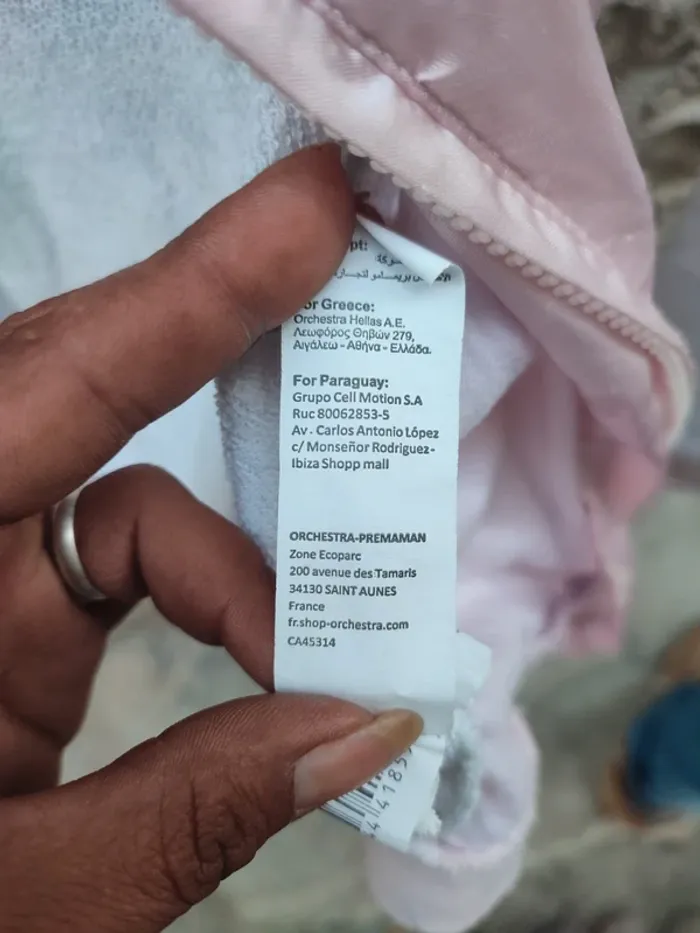 pt:
For Greece:
Orchestra Hellas A.E.
Λεωφόρος Θηβών 279,
Αιγάλεω - Αθήνα - Ελλάδα.
For Paraguay:
Grupo Cell Motion S.A
Ruc 80062853-5
Av. Carlos Antonio López
c/ Monseñor Rodriguez-
Ibiza Shopp mall
ORCHESTRA-PREMAMAN
Zone Ecoparc
200 avenue des Tamaris
34130 SAINT AUNES
France
fr.shop-orchestra.com
CA45314